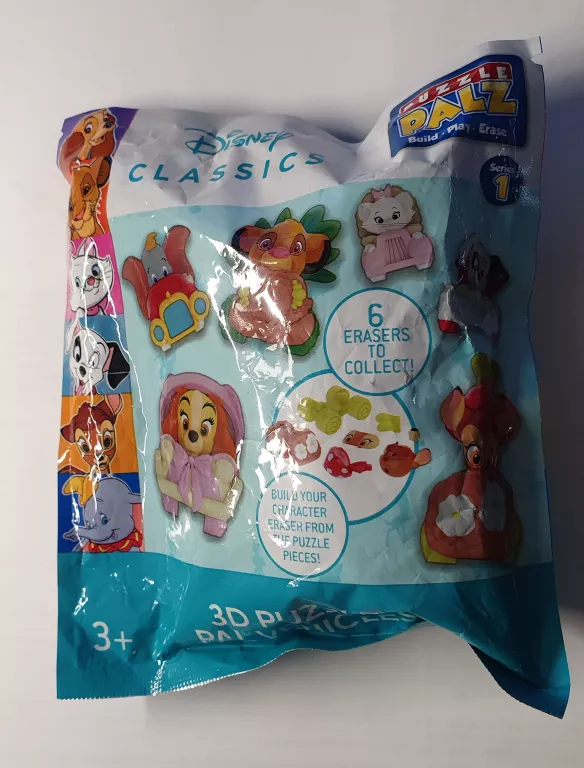 Disney
CLASSICS
PUZZLE
PALZ
Build · Play · Erase
Series
1
6
ERASERS
TO
COLLECT!
BUILD YOUR
CHARACTER
ERASER FROM
THE PUZZLE
PIECES!
3+
3D